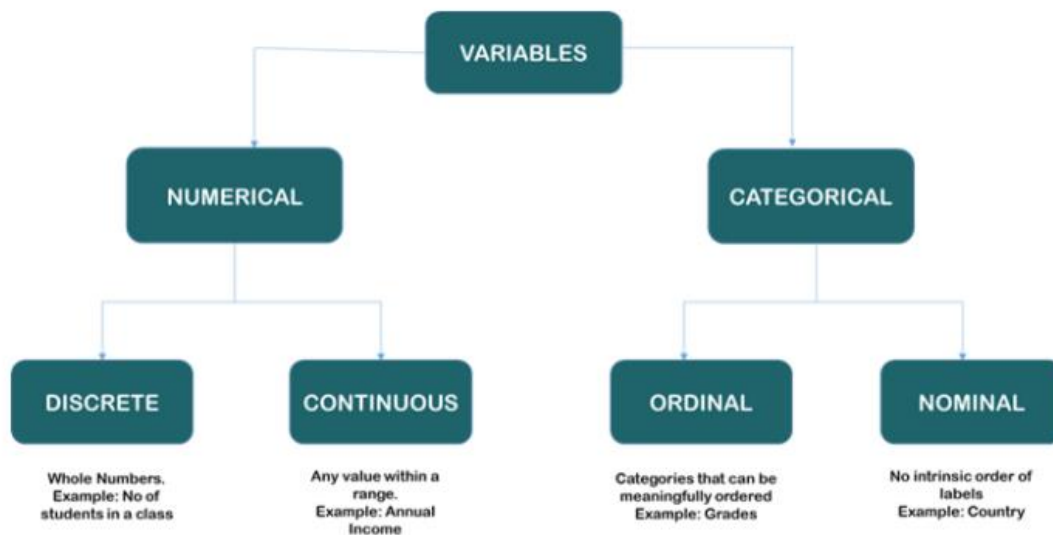 VARIABLES
NUMERICAL
CATEGORICAL
DISCRETE
CONTINUOUS
ORDINAL
NOMINAL
Whole Numbers.
Example: No of
students in a class
Any value within a
range.
Example: Annual
Income
Categories that can be
meaningfully ordered
Example: Grades
No intrinsic order of
labels
Example: Country